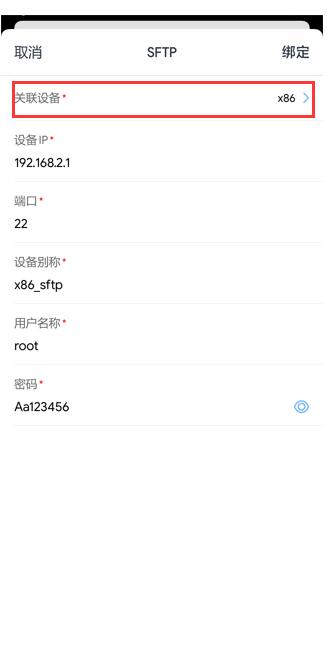 取消 SFTP 绑定
关联设备* x86
设备IP*
192.168.2.1
端口*
22
设备别称*
x86_sftp
用户名称*
root
密码*
Aa123456